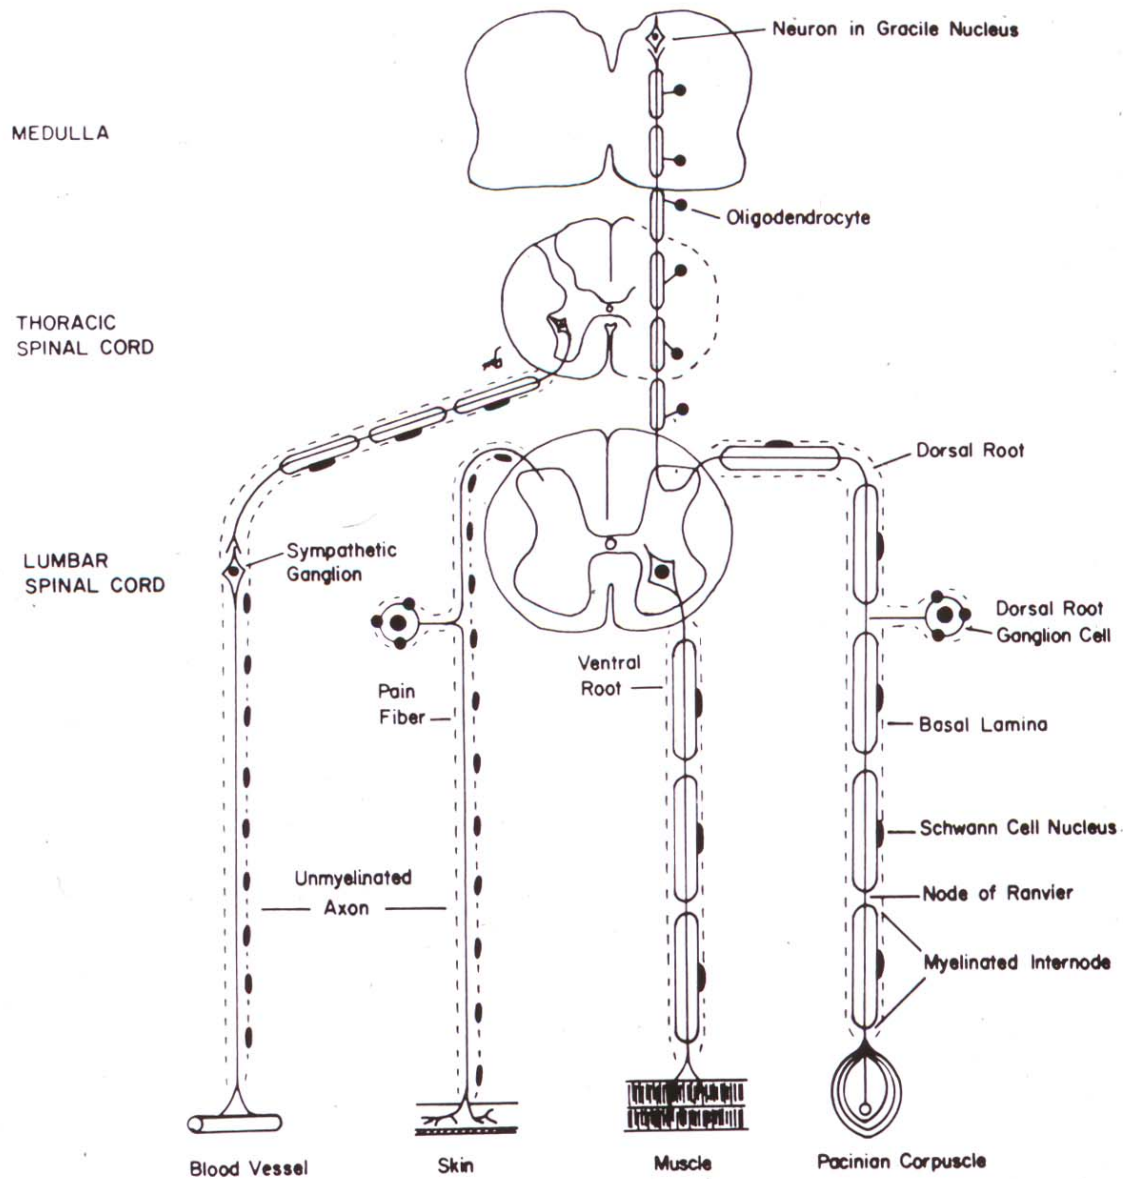 Neuron in Gracile Nucleus
MEDULLA
Oligodendrocyte
THORACIC
SPINAL CORD
Dorsal Root
LUMBAR
SPINAL CORD
Sympathetic
Ganglion
Dorsal Root
Ganglion Cell
Ventral
Root
Pain
Fiber
Basal Lamina
Schwann Cell Nucleus
Unmyelinated
Axon
Node of Ranvier
Myelinated Internode
Blood Vessel
Skin
Muscle
Pacinian Corpuscle